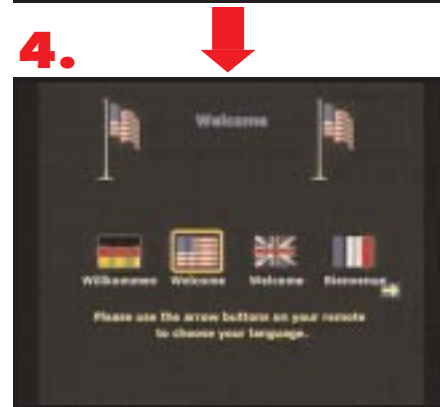 4.
Welcome
Willkommen Welcome Welcome Bienvenue
Please use the arrow buttons on your remote
to choose your language.